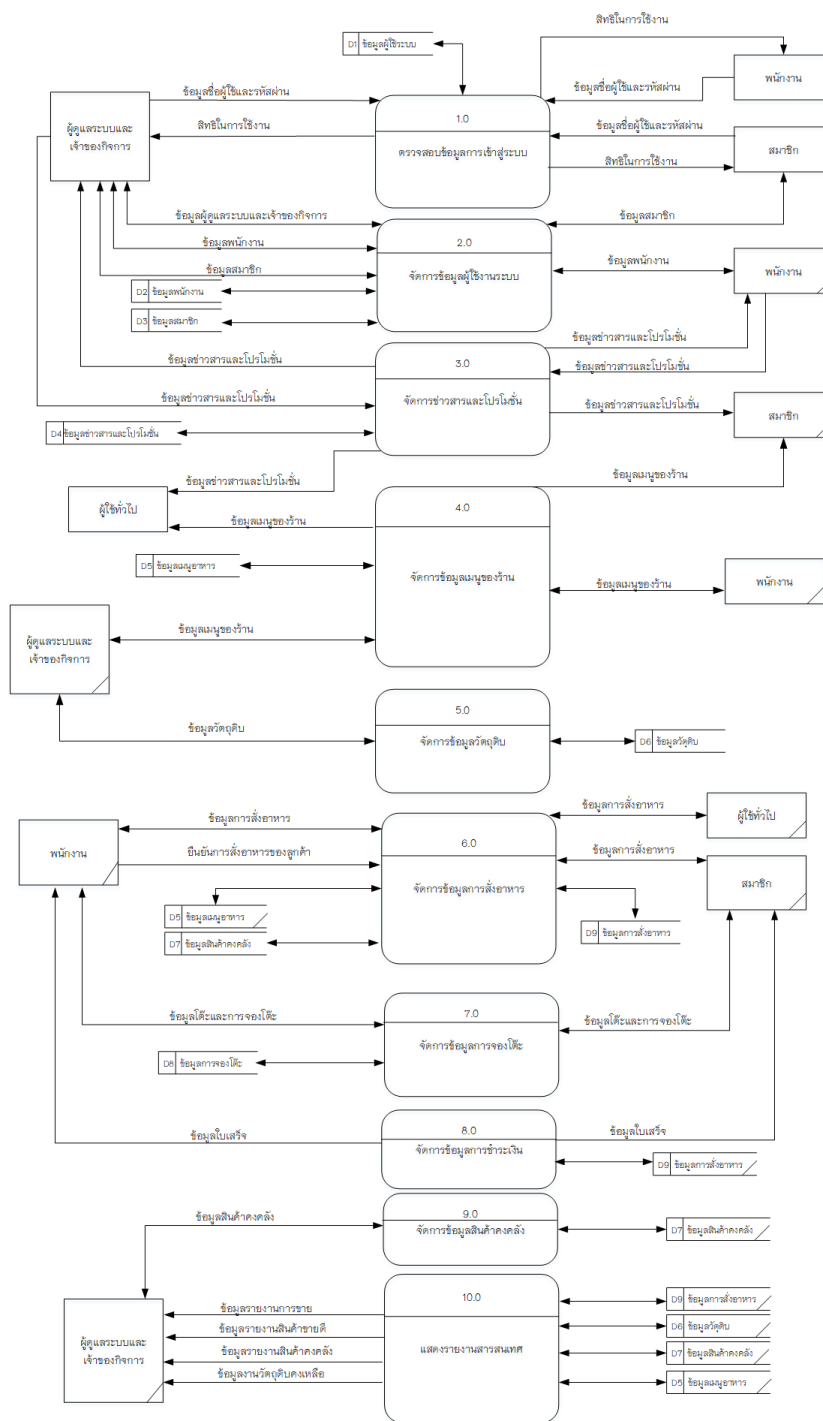 สิทธิในการใช้งาน
D1 ข้อมูลผู้ใช้ระบบ
พนักงาน
ข้อมูลชื่อผู้ใช้และรหัสผ่าน
ข้อมูลชื่อผู้ใช้และรหัสผ่าน
ผู้ดูแลระบบและ
เจ้าของกิจการ
1.0
ข้อมูลชื่อผู้ใช้และรหัสผ่าน
สิทธิในการใช้งาน
ตรวจสอบข้อมูลการเข้าสู่ระบบ
สมาชิก
สิทธิในการใช้งาน
ข้อมูลผู้ดูแลระบบและเจ้าของกิจการ
ข้อมูลสมาชิก
2.0
ข้อมูลพนักงาน
จัดการข้อมูลผู้ใช้งานระบบ
ข้อมูลพนักงาน
พนักงาน
ข้อมูลสมาชิก
D2 ข้อมูลพนักงาน
D3 ข้อมูลสมาชิก
ข้อมูลข่าวสารและโปรโมชั่น
ข้อมูลข่าวสารและโปรโมชั่น
3.0
ข้อมูลข่าวสารและโปรโมชั่น
ข้อมูลข่าวสารและโปรโมชั่น
จัดการข่าวสารและโปรโมชั่น
ข้อมูลข่าวสารและโปรโมชั่น
สมาชิก
D4 ข้อมูลข่าวสารและโปรโมชั่น
ข้อมูลข่าวสารและโปรโมชั่น
ข้อมูลเมนูของร้าน
ผู้ใช้ทั่วไป
4.0
ข้อมูลเมนูของร้าน
D5 ข้อมูลเมนูอาหาร
จัดการข้อมูลเมนูของร้าน
ข้อมูลเมนูของร้าน
พนักงาน
ผู้ดูแลระบบและ
เจ้าของกิจการ
ข้อมูลเมนูของร้าน
5.0
ข้อมูลวัตถุดิบ
จัดการข้อมูลวัตถุดิบ
D6 ข้อมูลวัตุดิบ
ข้อมูลการสั่งอาหาร
ข้อมูลการสั่งอาหาร
ผู้ใช้ทั่วไป
พนักงาน
ยืนยันการสั่งอาหารของลูกค้า
6.0
ข้อมูลการสั่งอาหาร
จัดการข้อมูลการสั่งอาหาร
สมาชิก
D5 ข้อมูลเมนูอาหาร
D7 ข้อมูลสินค้าคงคลัง
D9 ข้อมูลการสั่งอาหาร
7.0
ข้อมูลโต๊ะและการจองโต๊ะ
ข้อมูลโต๊ะและการจองโต๊ะ
จัดการข้อมูลการจองโต๊ะ
D8 ข้อมูลการจองโต๊ะ
8.0
ข้อมูลใบเสร็จ
ข้อมูลใบเสร็จ
จัดการข้อมูลการชำระเงิน
D9 ข้อมูลการสั่งอาหาร
9.0
ข้อมูลสินค้าคงคลัง
จัดการข้อมูลสินค้าคงคลัง
D7 ข้อมูลสินค้าคงคลัง
10.0
D9 ข้อมูลการสั่งอาหาร
ข้อมูลรายงานการขาย
D6 ข้อมูลวัตุดิบ
ข้อมูลรายงานสินค้าขายดี
ผู้ดูแลระบบและ
เจ้าของกิจการ
แสดงรายงานสารสนเทศ
ข้อมูลรายงานสินค้าคงคลัง
D7 ข้อมูลสินค้าคงคลัง
ข้อมูลงานวัตถุดิบคงเหลือ
D5 ข้อมูลเมนูอาหาร